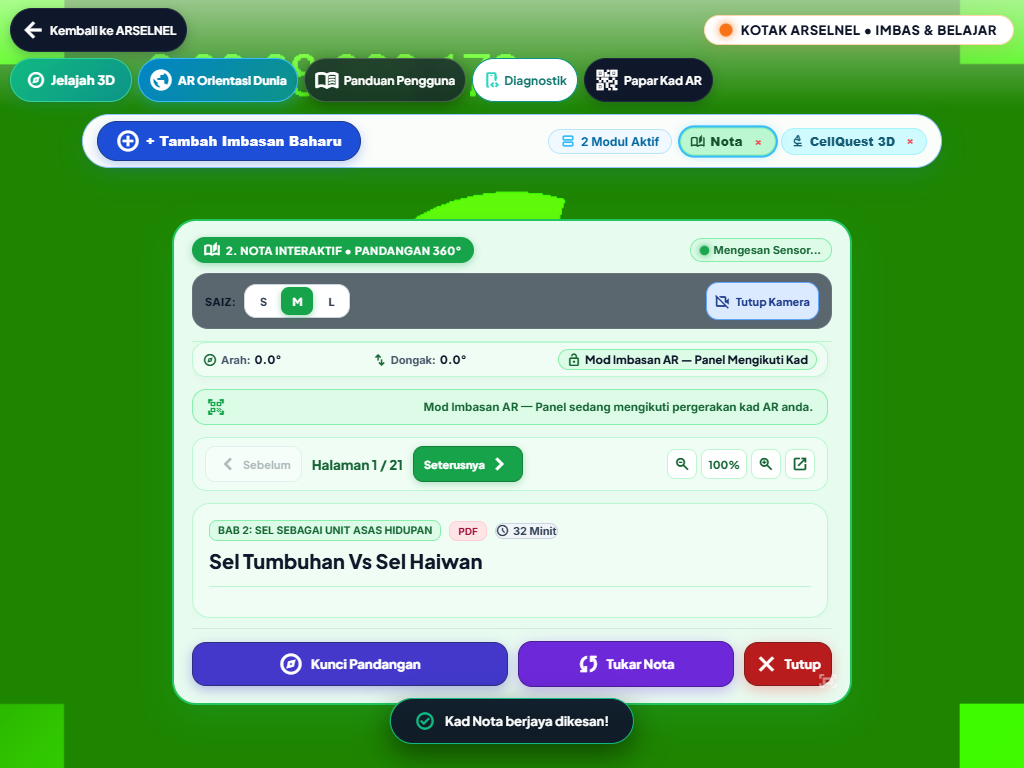 Kembali ke ARSELNEL
KOTAK ARSELNEL • IMBAS & BELAJAR
Jelajah 3D
AR Orientasi Dunia
Panduan Pengguna
Diagnostik
Papar Kad AR
+ Tambah Imbasan Baharu
2 Modul Aktif
Nota ×
CellQuest 3D ×
2. NOTA INTERAKTIF • PANDANGAN 360°
Mengesan Sensor...
SAIZ: S M L
Tutup Kamera
Arah: 0.0°
Dongak: 0.0°
Mod Imbasan AR — Panel Mengikuti Kad
Mod Imbasan AR — Panel sedang mengikuti pergerakan kad AR anda.
Sebelum
Halaman 1 / 21
Seterusnya
100%
BAB 2: SEL SEBAGAI UNIT ASAS HIDUPAN
PDF
32 Minit
Sel Tumbuhan Vs Sel Haiwan
Kunci Pandangan
Tukar Nota
Tutup
Kad Nota berjaya dikesan!